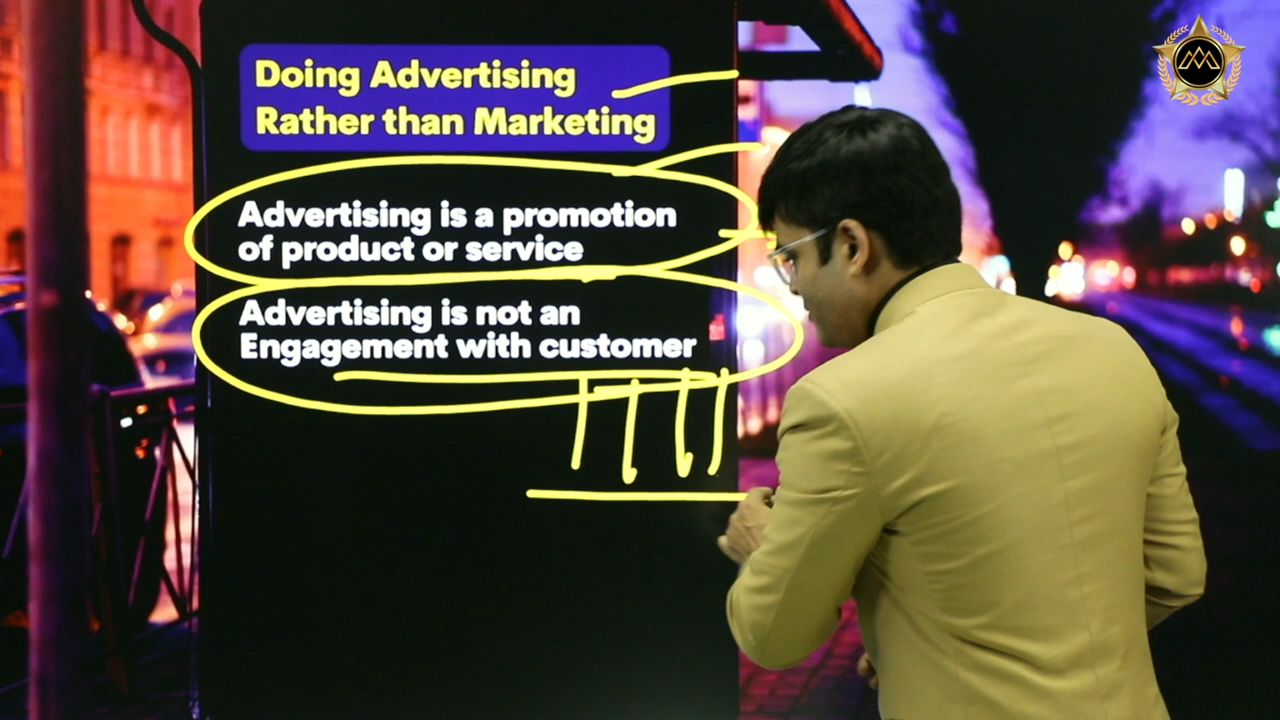 Doing Advertising
Rather than Marketing
Advertising is a promotion
of product or service
Advertising is not an
Engagement with customer